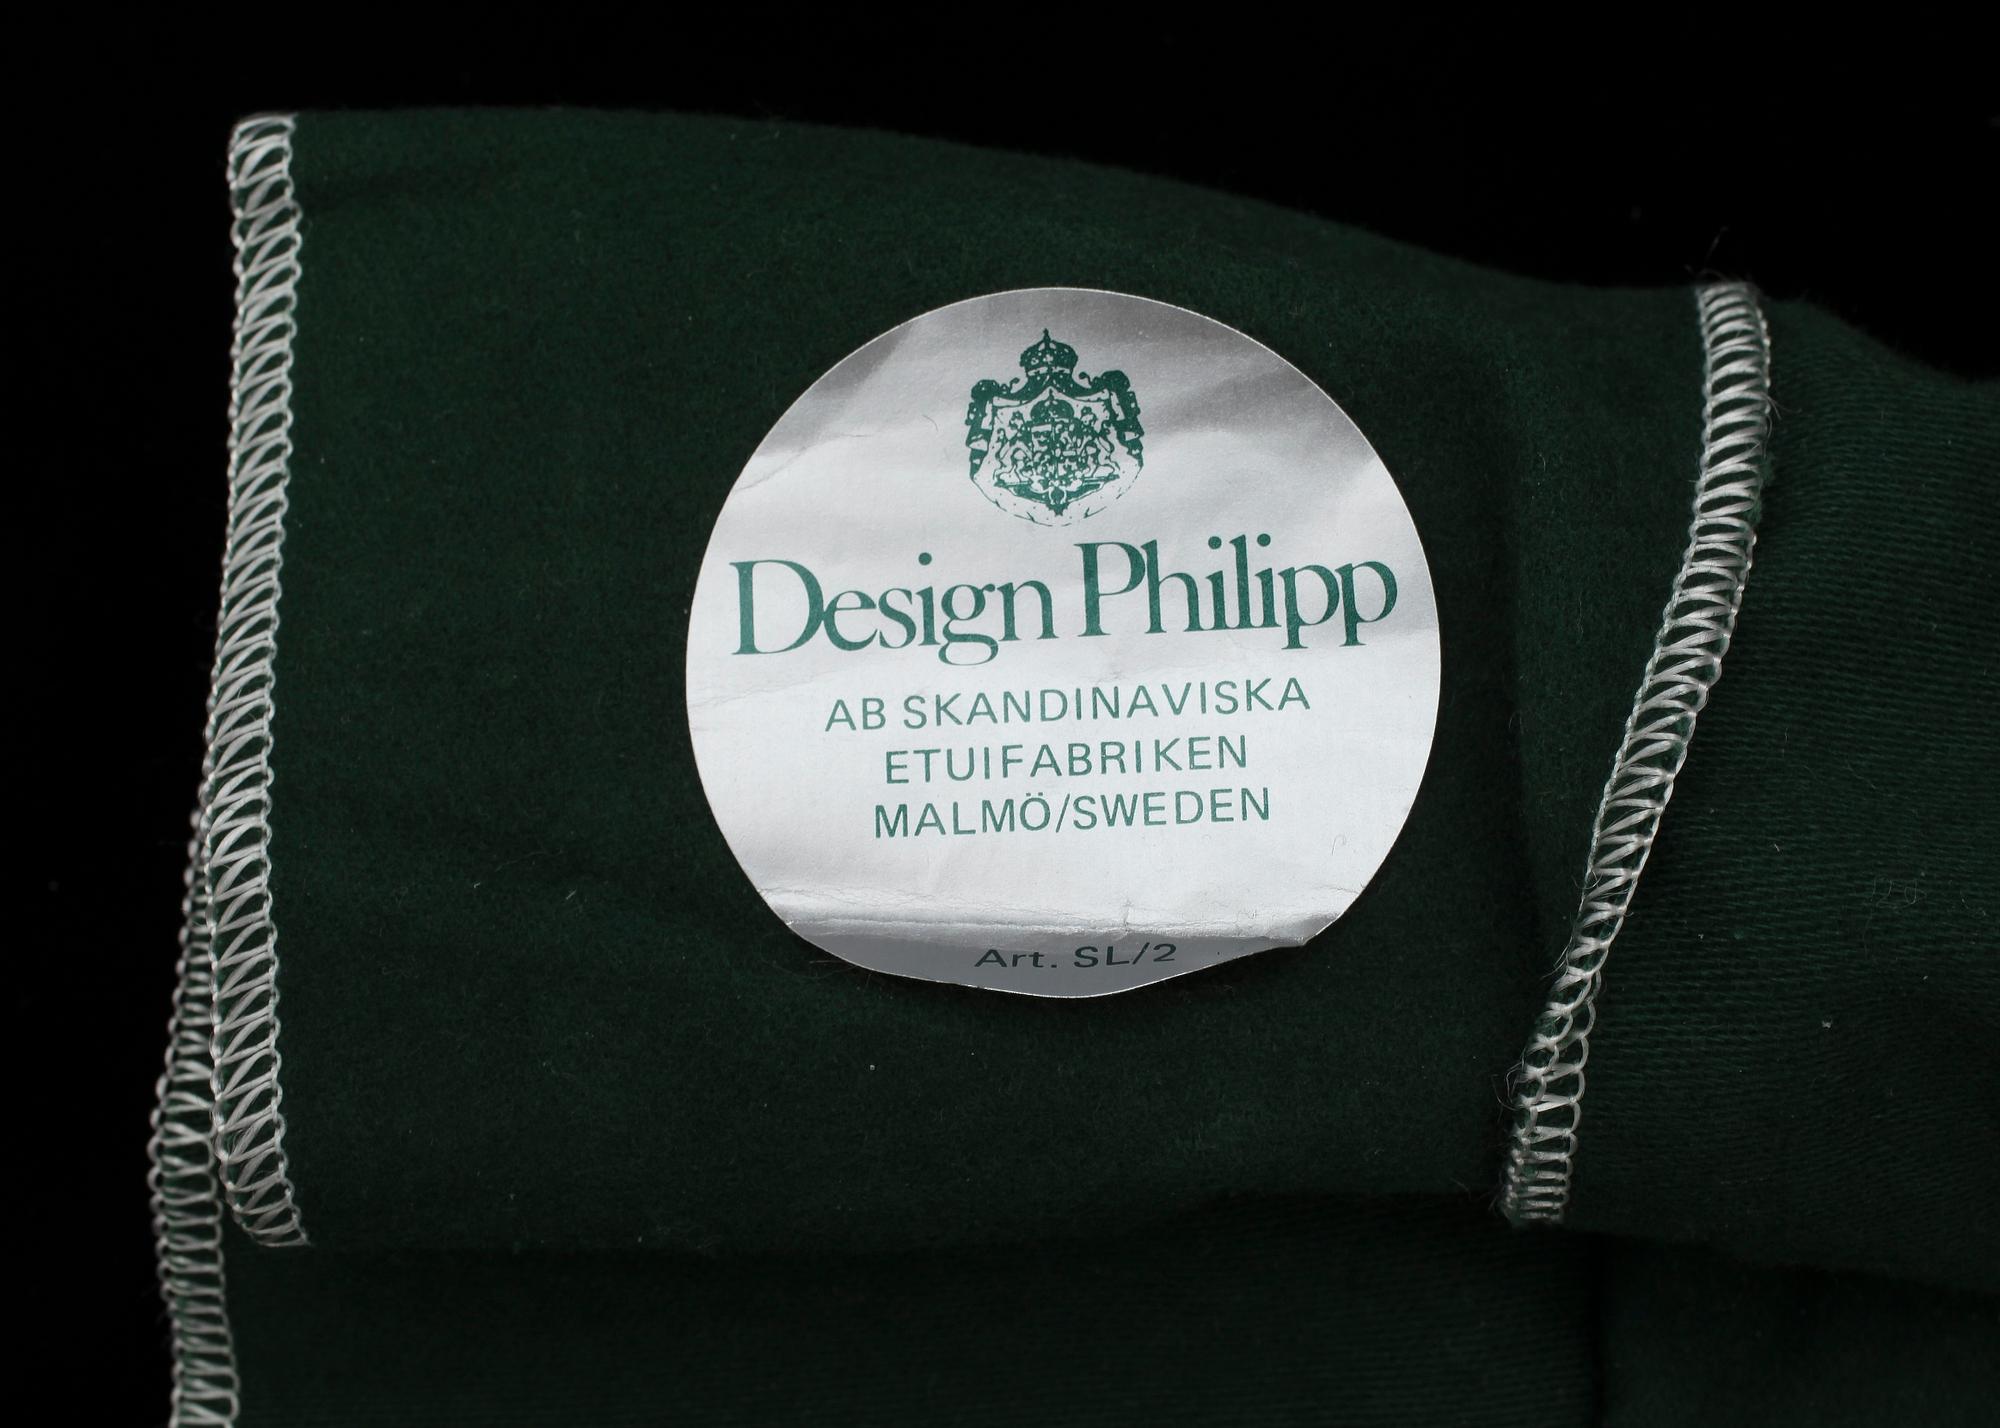 Design Philipp
AB SKANDINAVISKA
ETUIFABRIKEN
MALMÖ/SWEDEN
Art. SL/2